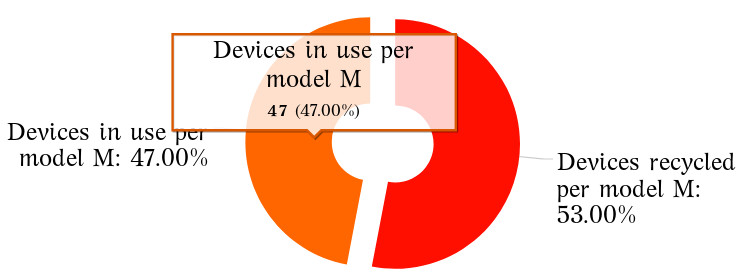 Devices in use per
model M
47 (47.00%)
Devices in use per
model M: 47.00%
Devices recycled
per model M:
53.00%